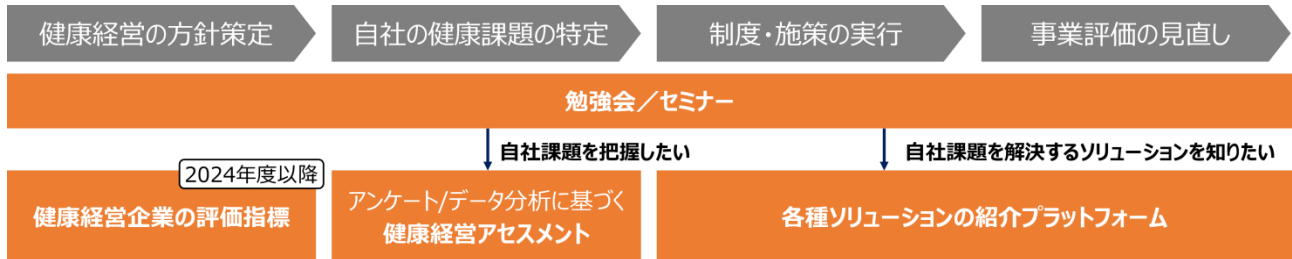 健康経営の方針策定
自社の健康課題の特定
制度・施策の実行
事業評価の見直し
勉強会／セミナー
自社課題を把握したい
自社課題を解決するソリューションを知りたい
2024年度以降
健康経営企業の評価指標
アンケート/データ分析に基づく
健康経営アセスメント
各種ソリューションの紹介プラットフォーム